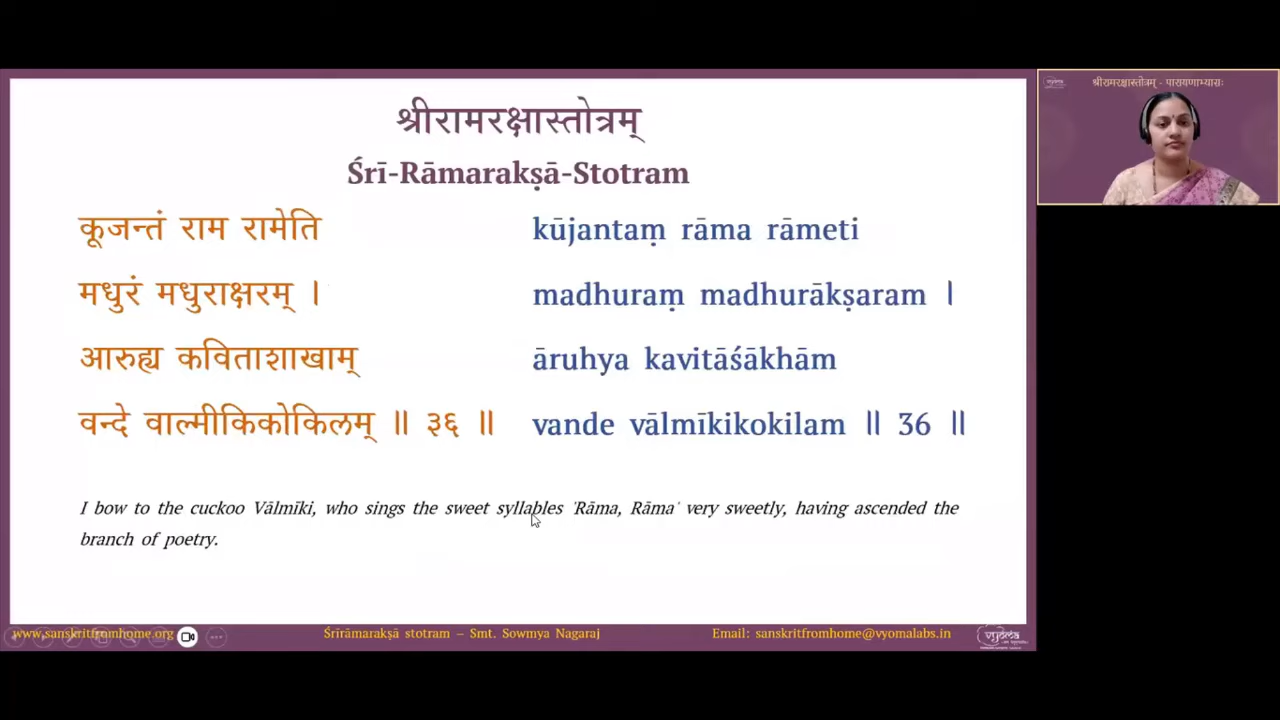 श्रीरामरक्षास्तोत्रम्
Śrī-Rāmarakṣā-Stotram
कूजन्तं राम रामेति
मधुरं मधुराक्षरम् ।
आरुह्य कविताशाखाम्
वन्दे वाल्मीकिकोकिलम् ॥ ३६ ॥
kūjantaṃ rāma rāmeti
madhuraṃ madhurākṣaram ।
āruhya kavitāśākhām
vande vālmīkikokilam ॥ 36 ॥
I bow to the cuckoo Vālmīki, who sings the sweet syllables 'Rāma, Rāma' very sweetly, having ascended the
branch of poetry.
www.sanskritfromhome.org
Śrīrāmarakṣā stotram – Smt. Sowmya Nagaraj
Email: sanskritfromhome@vyomalabs.in
vyoma
श्रीरामरक्षास्तोत्रम् -